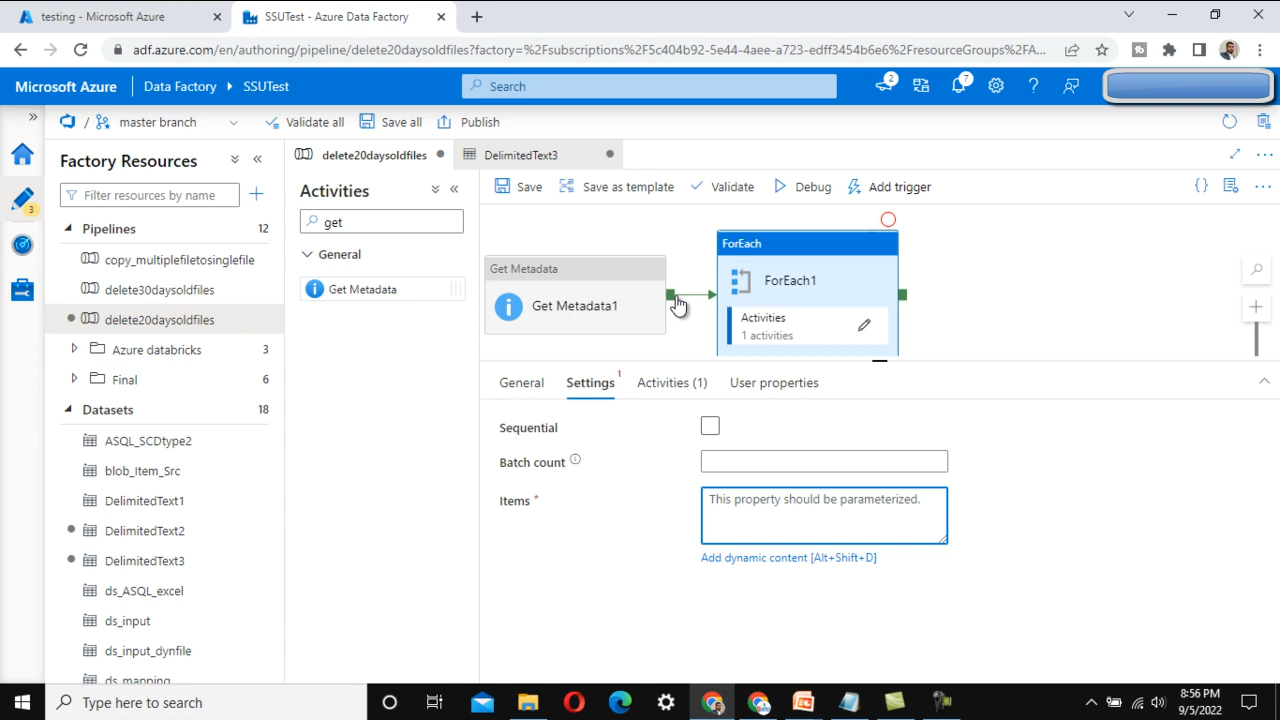 testing - Microsoft Azure
SSUTest - Azure Data Factory
adf.azure.com/en/authoring/pipeline/delete20daysoldfiles?factory=%2Fsubscriptions%2F5c404b92-5e44-4aee-a723-edff3454b6e6%2FresourceGroups%2FA...
Microsoft Azure
Data Factory
SSUTest
Search
2
7
/
master branch
Validate all
Save all
Publish
3
Factory Resources
Filter resources by name
Pipelines 12
copy_multiplefiletosinglefile
delete30daysoldfiles
delete20daysoldfiles
Azure databricks 3
Final 6
Datasets 18
ASQL_SCDtype2
blob_Item_Src
DelimitedText1
DelimitedText2
DelimitedText3
ds_ASQL_excel
ds_input
ds_input_dynfile
ds_mapping
delete20daysoldfiles
DelimitedText3
Activities
get
General
Get Metadata
Save
Save as template
Validate
Debug
Add trigger
{}
Get Metadata
Get Metadata1
ForEach
ForEach1
Activities
1 activities
General
Settings 1
Activities (1)
User properties
Sequential
Batch count
Items *
This property should be parameterized.
Add dynamic content [Alt+Shift+D]
Type here to search
8:56 PM
9/5/2022